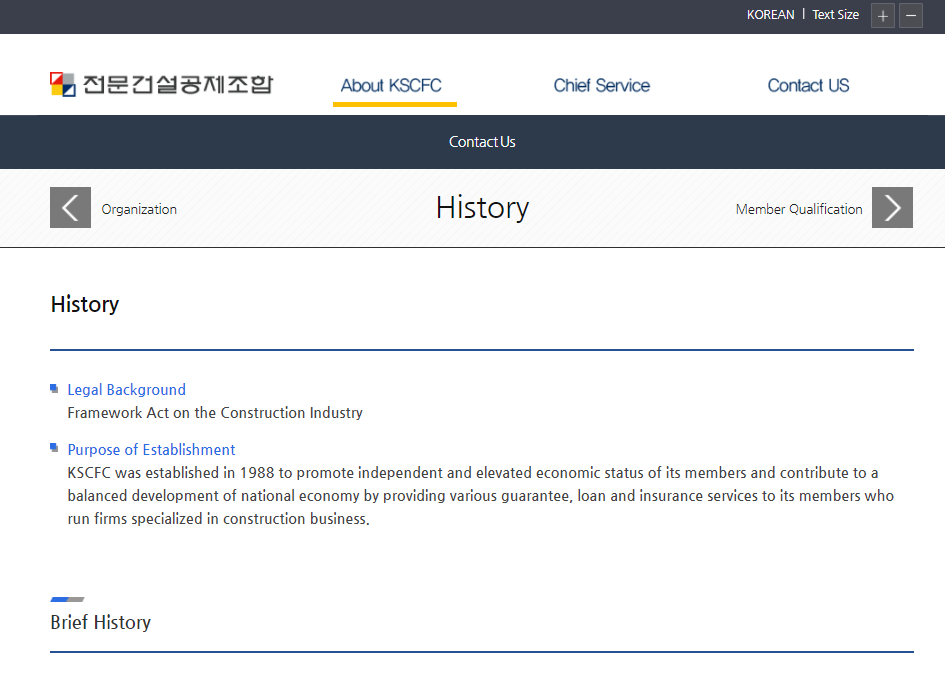 KOREAN | Text Size + −
전문건설공제조합 About KSCFC Chief Service Contact US
Contact Us
Organization History Member Qualification
History
Legal Background
Framework Act on the Construction Industry
Purpose of Establishment
KSCFC was established in 1988 to promote independent and elevated economic status of its members and contribute to a
balanced development of national economy by providing various guarantee, loan and insurance services to its members who
run firms specialized in construction business.
Brief History